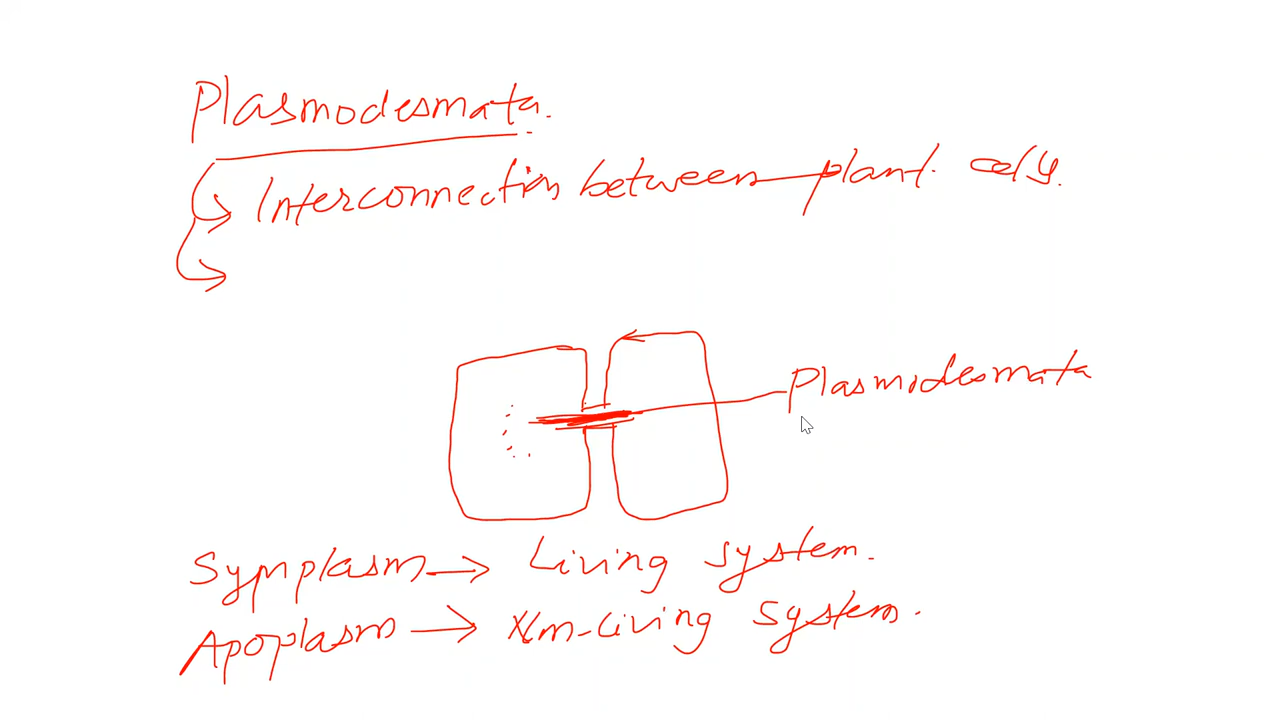 Plasmodesmata.
Interconnection between plant cells.
Plasmodesmata
Symplasm → Living system.
Apoplasm → Non-Living system.